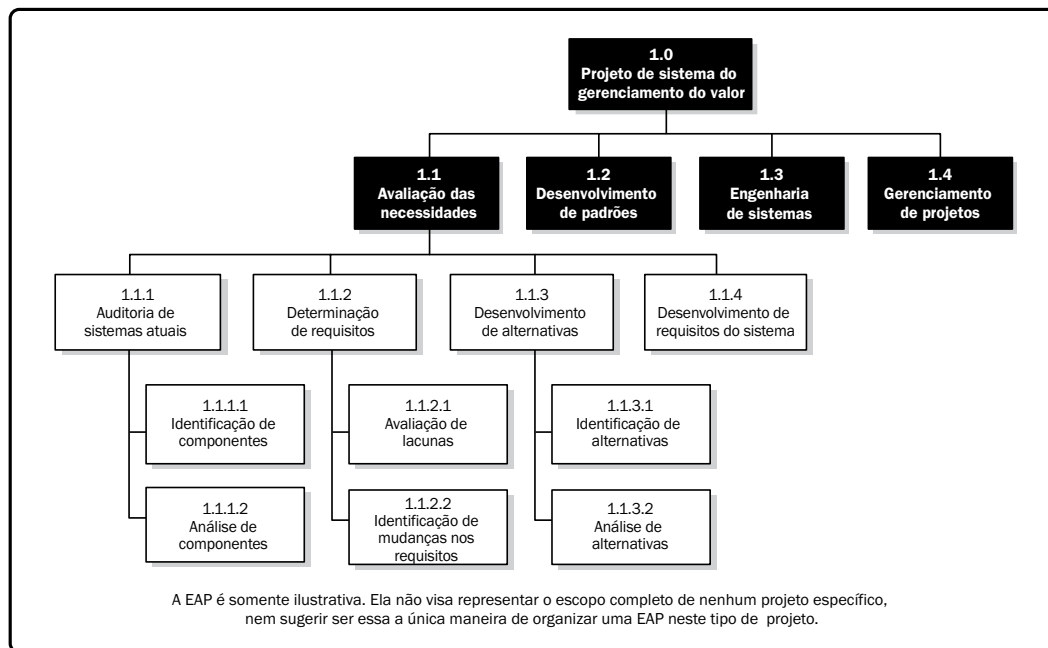 1.0
Projeto de sistema do
gerenciamento do valor
1.1
Avaliação das
necessidades
1.2
Desenvolvimento
de padrões
1.3
Engenharia
de sistemas
1.4
Gerenciamento
de projetos
1.1.1
Auditoria de
sistemas atuais
1.1.2
Determinação
de requisitos
1.1.3
Desenvolvimento
de alternativas
1.1.4
Desenvolvimento de
requisitos do sistema
1.1.1.1
Identificação de
componentes
1.1.2.1
Avaliação de
lacunas
1.1.3.1
Identificação de
alternativas
1.1.1.2
Análise de
componentes
1.1.2.2
Identificação de
mudanças nos
requisitos
1.1.3.2
Análise de
alternativas
A EAP é somente ilustrativa. Ela não visa representar o escopo completo de nenhum projeto específico,
nem sugerir ser essa a única maneira de organizar uma EAP neste tipo de projeto.